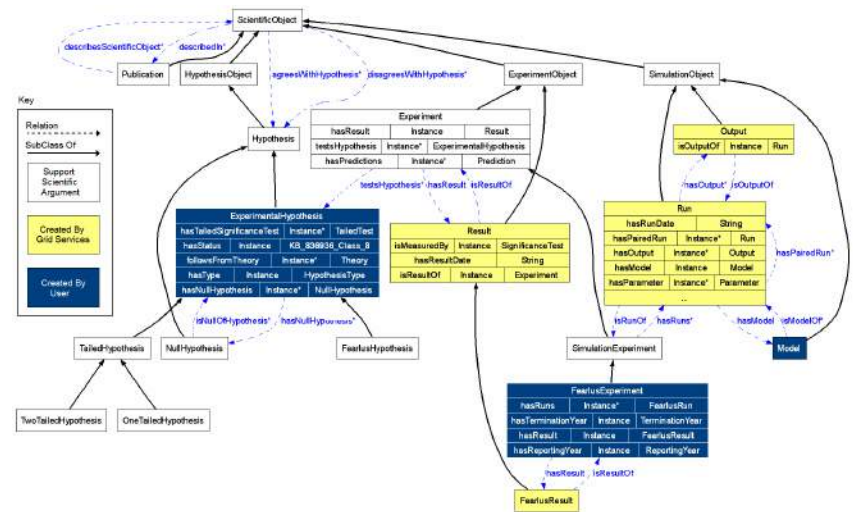 ScientificObject
describesScientificObject*
describedIn*
Publication
HypothesisObject
agreesWithHypothesis*
disagreesWithHypothesis*
ExperimentObject
SimulationObject
Key
Relation
SubClass Of
Support
Scientific
Argument
Created By
Grid Services
Created By
User
Hypothesis
Experiment
hasResult Instance Result
testsHypothesis Instance* ExperimentalHypothesis
hasPredictions Instance* Prediction
Output
isOutputOf Instance Run
testsHypothesis*
hasResult
isResultOf
hasOutput*
isOutputOf
ExperimentalHypothesis
hasTailedSignificanceTest Instance* TailedTest
hasStatus Instance KB_836936_Class_8
followsFromTheory Instance* Theory
hasType Instance HypothesisType
hasNullHypothesis Instance* NullHypothesis
Result
isMeasuredBy Instance SignificanceTest
hasResultDate String
isResultOf Instance Experiment
Run
hasRunDate String
hasPairedRun Instance* Run
hasOutput Instance* Output
hasModel Instance Model
hasParameter Instance* Parameter
...
hasPairedRun*
isNullOfHypothesis*
hasNullHypothesis*
isRunOf
hasRuns*
hasModel
isModelOf*
TailedHypothesis
NullHypothesis
FearlusHypothesis
SimulationExperiment
Model
TwoTailedHypothesis
OneTailedHypothesis
FearlusExperiment
hasRuns Instance* FearlusRun
hasTerminationYear Instance TerminationYear
hasResult Instance FearlusResult
hasReportingYear Instance ReportingYear
hasResult
isResultOf
FearlusResult